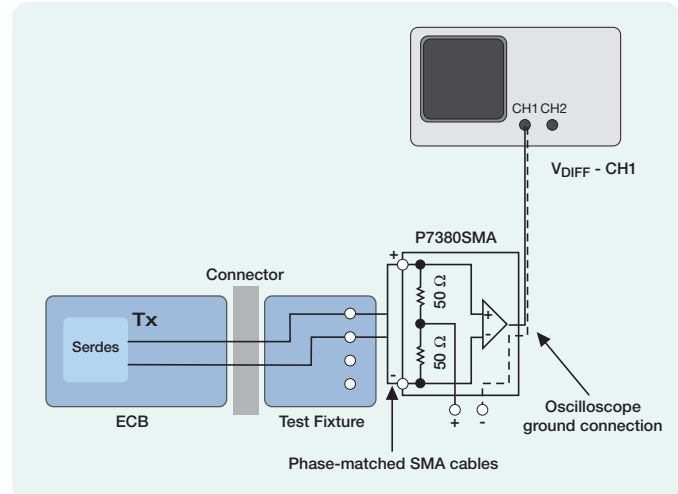 CH1 CH2
V_DIFF - CH1
P7380SMA
+
50 Ω
+
Connector
Tx
Serdes
-
50 Ω
-
+
-
ECB
Test Fixture
Oscilloscope
ground connection
Phase-matched SMA cables